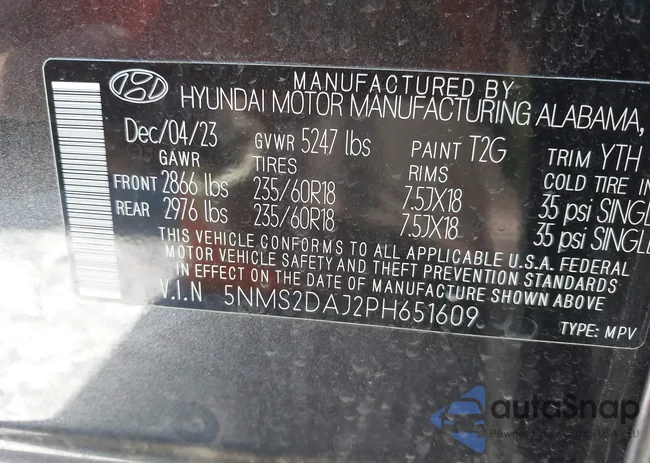 MANUFACTURED BY
HYUNDAI MOTOR MANUFACTURING ALABAMA,
Dec/04/23 GVWR 5247 lbs PAINT T2G TRIM YTH
GAWR TIRES RIMS COLD TIRE IN
FRONT 2866 lbs 235/60R18 7.5JX18 35 psi SINGL
REAR 2976 lbs 235/60R18 7.5JX18 35 psi SINGLE
THIS VEHICLE CONFORMS TO ALL APPLICABLE U.S.A. FEDERAL
MOTOR VEHICLE SAFETY AND THEFT PREVENTION STANDARDS
IN EFFECT ON THE DATE OF MANUFACTURE SHOWN ABOVE
V.I.N 5NMS2DAJ2PH651609
TYPE: MPV
autaSnap